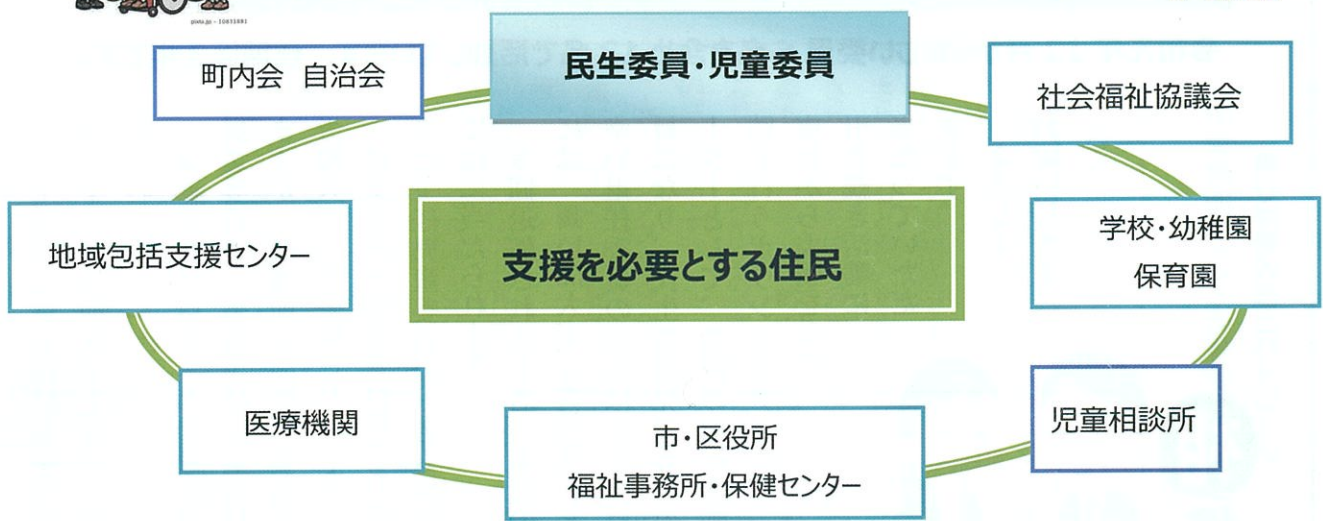 pixta.jp - 10831881
民生委員・児童委員
町内会 自治会
社会福祉協議会
地域包括支援センター
支援を必要とする住民
学校・幼稚園
保育園
医療機関
市・区役所
福祉事務所・保健センター
児童相談所